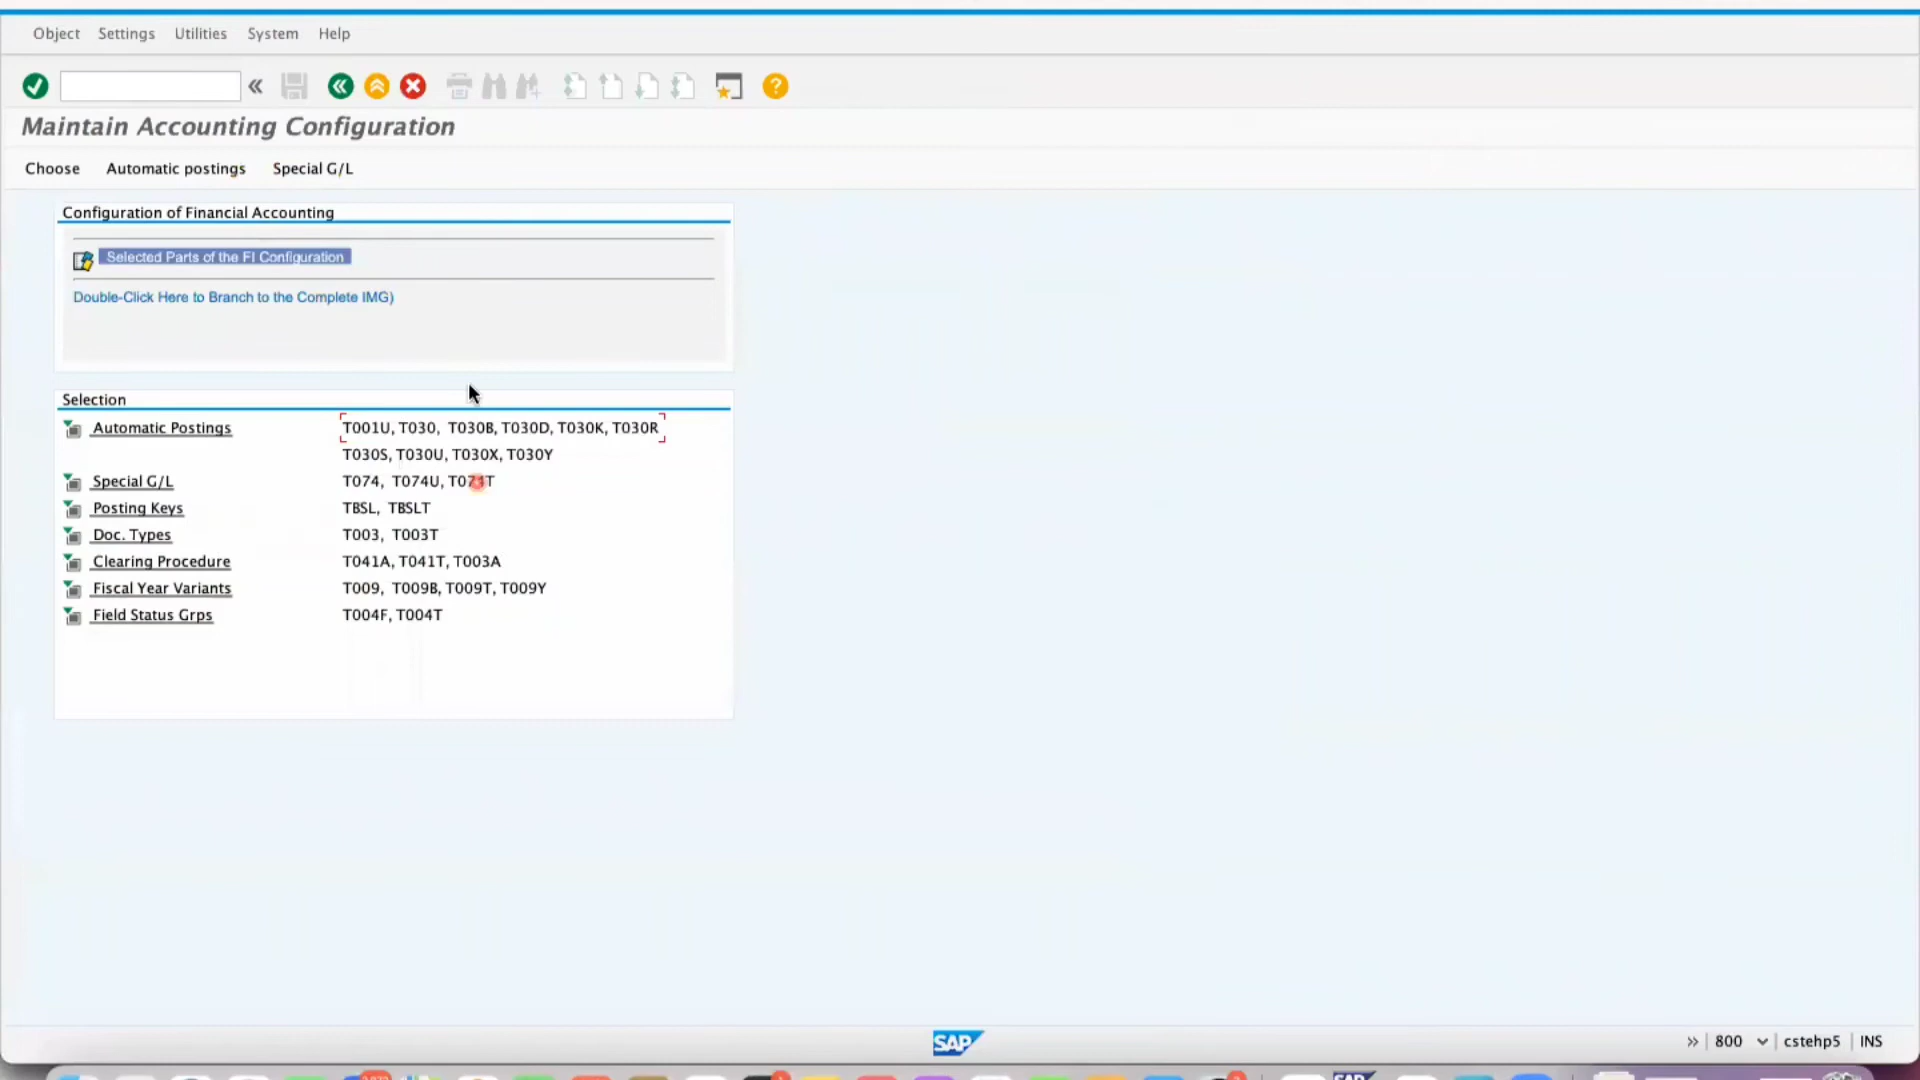 Object Settings Utilities System Help
Maintain Accounting Configuration
Choose Automatic postings Special G/L
Configuration of Financial Accounting
Selected Parts of the FI Configuration
Double-Click Here to Branch to the Complete IMG)
Selection
Automatic Postings T001U, T030, T030B, T030D, T030K, T030R
T030S, T030U, T030X, T030Y
Special G/L T074, T074U, T074T
Posting Keys TBSL, TBSLT
Doc. Types T003, T003T
Clearing Procedure T041A, T041T, T003A
Fiscal Year Variants T009, T009B, T009T, T009Y
Field Status Grps T004F, T004T
SAP
800 cstehp5 INS